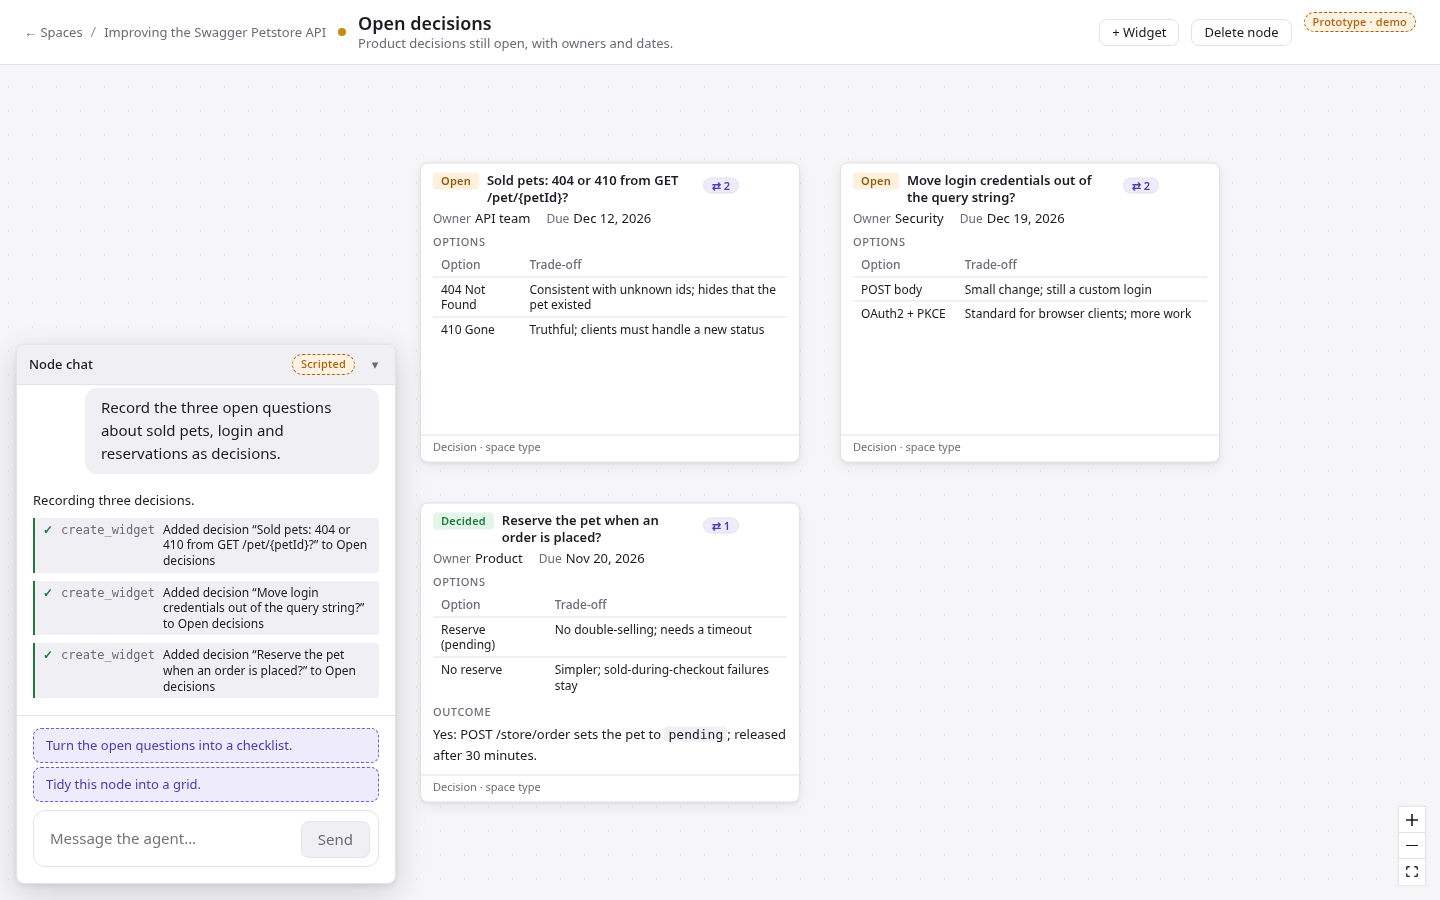 ← Spaces / Improving the Swagger Petstore API
Open decisions
Product decisions still open, with owners and dates.
+ Widget
Delete node
Prototype · demo
Open
Sold pets: 404 or 410 from GET
/pet/{petId}?
⇄ 2
Owner API team Due Dec 12, 2026
OPTIONS
Option Trade-off
404 Not
Found
Consistent with unknown ids; hides that the
pet existed
410 Gone Truthful; clients must handle a new status
Decision · space type
Open
Move login credentials out of
the query string?
⇄ 2
Owner Security Due Dec 19, 2026
OPTIONS
Option Trade-off
POST body Small change; still a custom login
OAuth2 + PKCE Standard for browser clients; more work
Decision · space type
Decided
Reserve the pet when an
order is placed?
⇄ 1
Owner Product Due Nov 20, 2026
OPTIONS
Option Trade-off
Reserve
(pending)
No double-selling; needs a timeout
No reserve
Simpler; sold-during-checkout failures
stay
OUTCOME
Yes: POST /store/order sets the pet to pending; released
after 30 minutes.
Decision · space type
Node chat
Scripted
▼
Record the three open questions
about sold pets, login and
reservations as decisions.
Recording three decisions.
✓ create_widget
Added decision “Sold pets: 404 or
410 from GET /pet/{petId}?” to Open
decisions
✓ create_widget
Added decision “Move login
credentials out of the query string?”
to Open decisions
✓ create_widget
Added decision “Reserve the pet
when an order is placed?” to Open
decisions
Turn the open questions into a checklist.
Tidy this node into a grid.
Message the agent...
Send